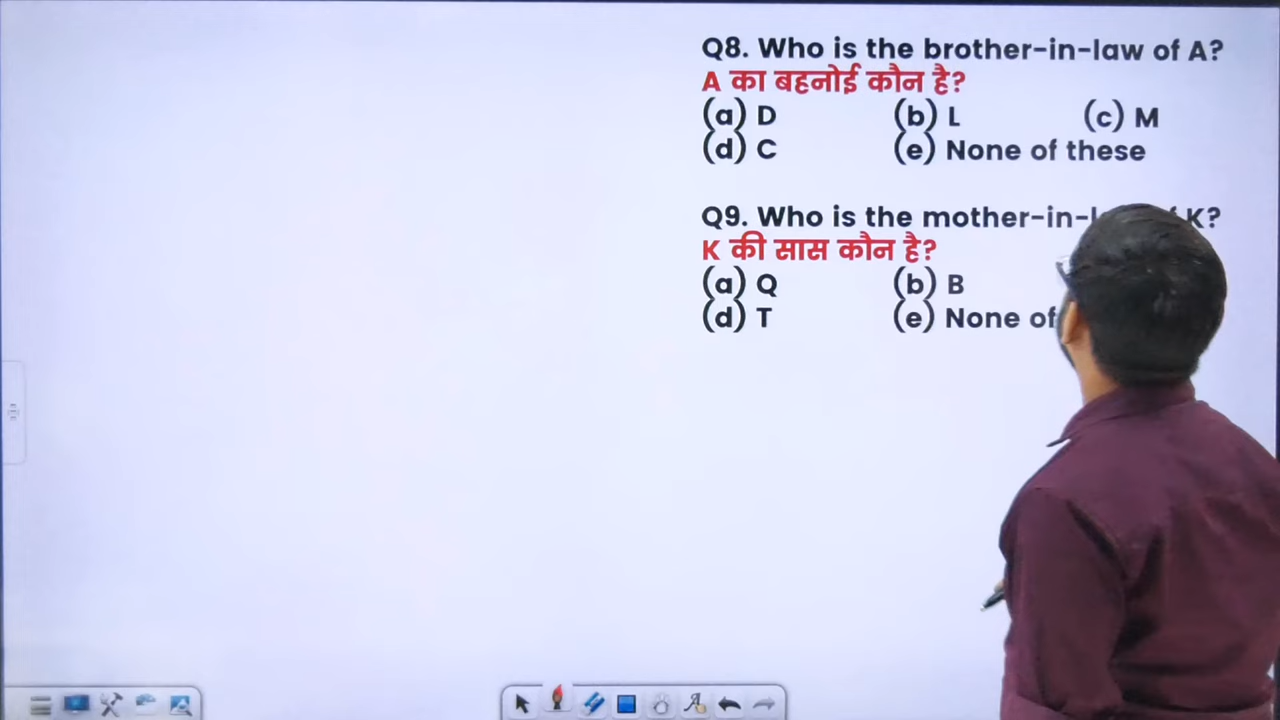 Q8. Who is the brother-in-law of A?
A का बहनोई कौन है?
(a) D (b) L (c) M
(d) C (e) None of these
Q9. Who is the mother-in- K?
K की सास कौन है?
(a) Q (b) B
(d) T (e) None of